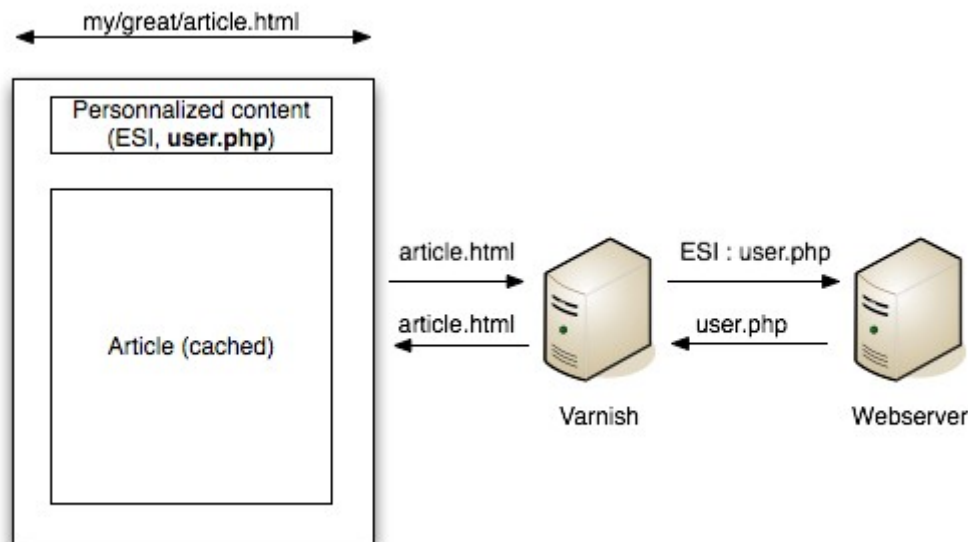 my/great/article.html
Personnalized content
(ESI, user.php)
Article (cached)
article.html
article.html
ESI : user.php
user.php
Varnish
Webserver